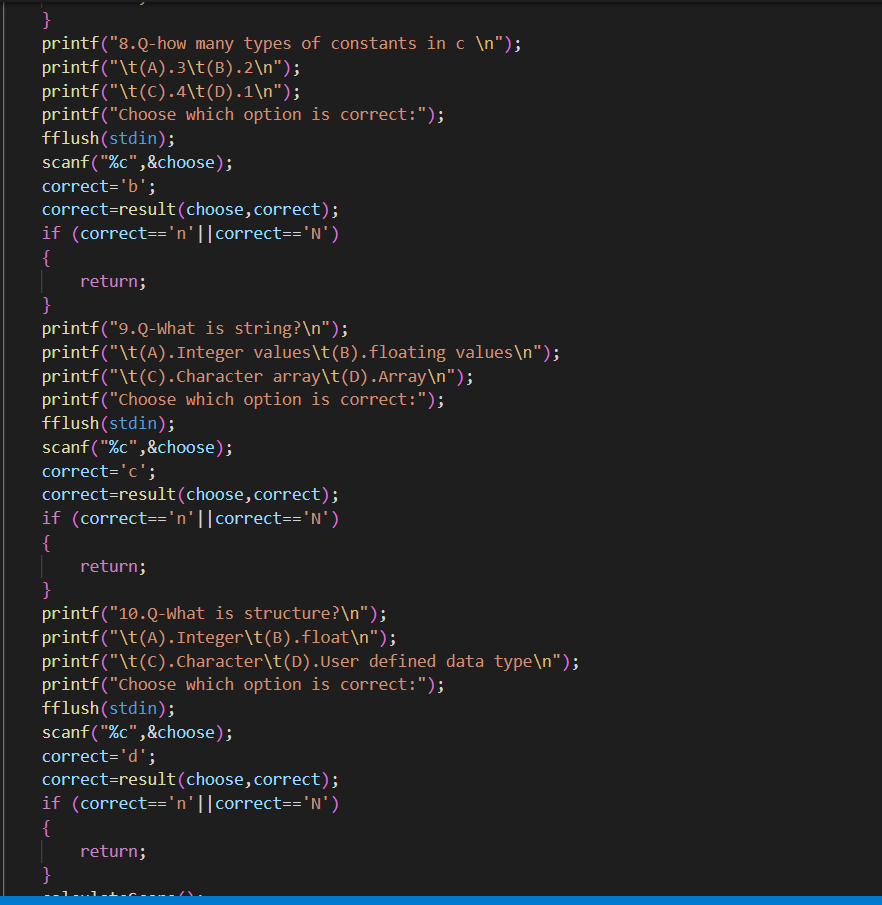 }
printf("8.Q-how many types of constants in c \n");
printf("\t(A).3\t(B).2\n");
printf("\t(C).4\t(D).1\n");
printf("Choose which option is correct:");
fflush(stdin);
scanf("%c",&choose);
correct='b';
correct=result(choose,correct);
if (correct=='n'||correct=='N')
{
return;
}
printf("9.Q-What is string?\n");
printf("\t(A).Integer values\t(B).floating values\n");
printf("\t(C).Character array\t(D).Array\n");
printf("Choose which option is correct:");
fflush(stdin);
scanf("%c",&choose);
correct='c';
correct=result(choose,correct);
if (correct=='n'||correct=='N')
{
return;
}
printf("10.Q-What is structure?\n");
printf("\t(A).Integer\t(B).float\n");
printf("\t(C).Character\t(D).User defined data type\n");
printf("Choose which option is correct:");
fflush(stdin);
scanf("%c",&choose);
correct='d';
correct=result(choose,correct);
if (correct=='n'||correct=='N')
{
return;
}